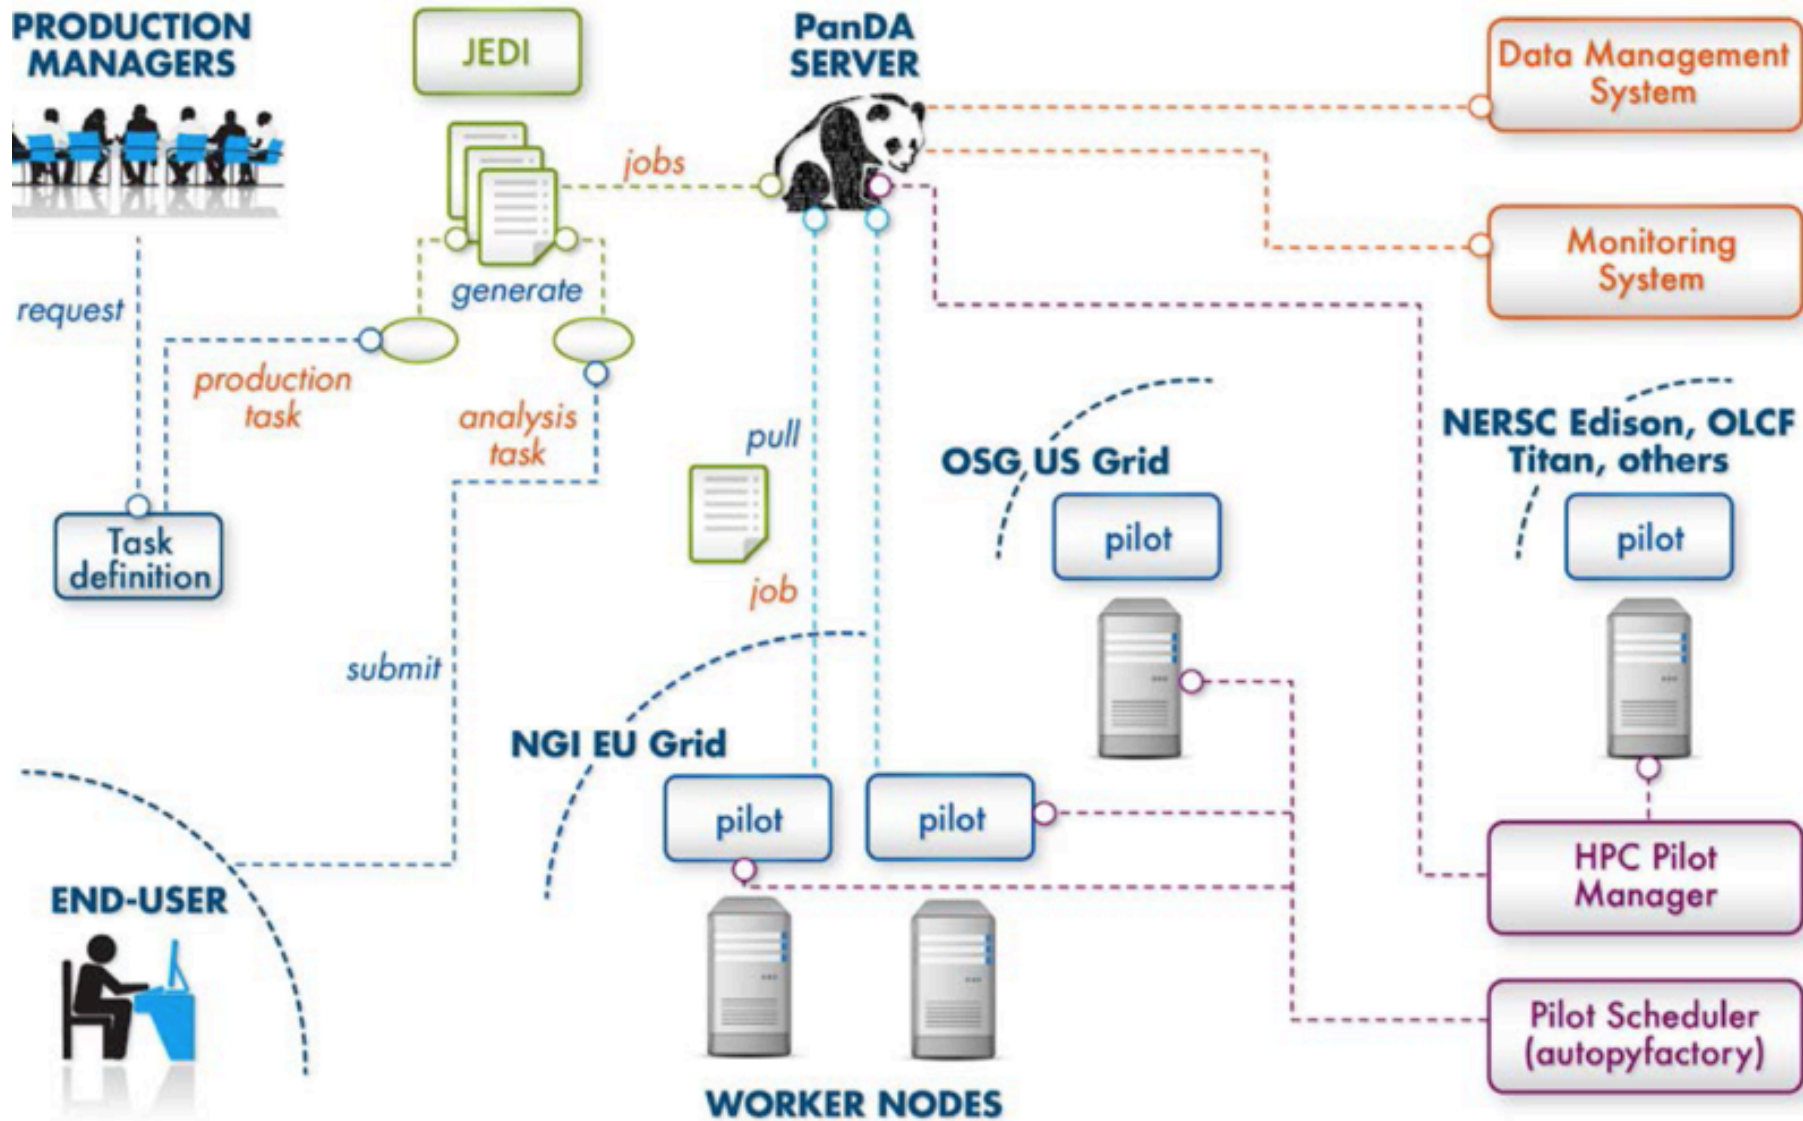 PRODUCTION
MANAGERS
JEDI
PanDA
SERVER
Data Management
System
jobs
Monitoring
System
request
generate
production
task
analysis
task
pull
job
OSG US Grid
pilot
NERSC Edison, OLCF
Titan, others
pilot
Task
definition
submit
NGI EU Grid
pilot
pilot
HPC Pilot
Manager
END-USER
Pilot Scheduler
(autopyfactory)
WORKER NODES